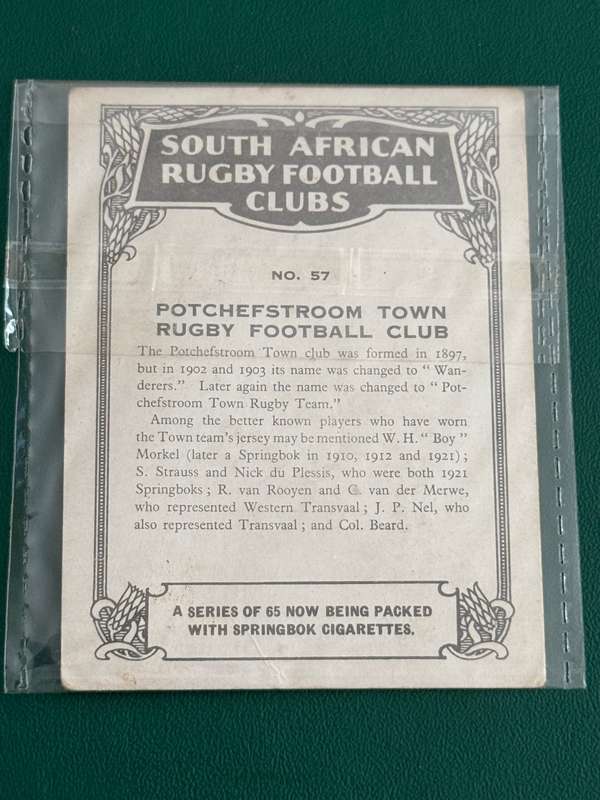 SOUTH AFRICAN
RUGBY FOOTBALL
CLUBS
NO. 57
POTCHEFSTROOM TOWN
RUGBY FOOTBALL CLUB
The Potchefstroom Town club was formed in 1897,
but in 1902 and 1903 its name was changed to " Wan-
derers." Later again the name was changed to " Pot-
chefstroom Town Rugby Team."
Among the better known players who have worn
the Town team's jersey may be mentioned W. H. " Boy "
Morkel (later a Springbok in 1910, 1912 and 1921) ;
S. Strauss and Nick du Plessis, who were both 1921
Springboks ; R. van Rooyen and C. van der Merwe,
who represented Western Transvaal ; J. P. Nel, who
also represented Transvaal ; and Col. Beard.
A SERIES OF 65 NOW BEING PACKED
WITH SPRINGBOK CIGARETTES.